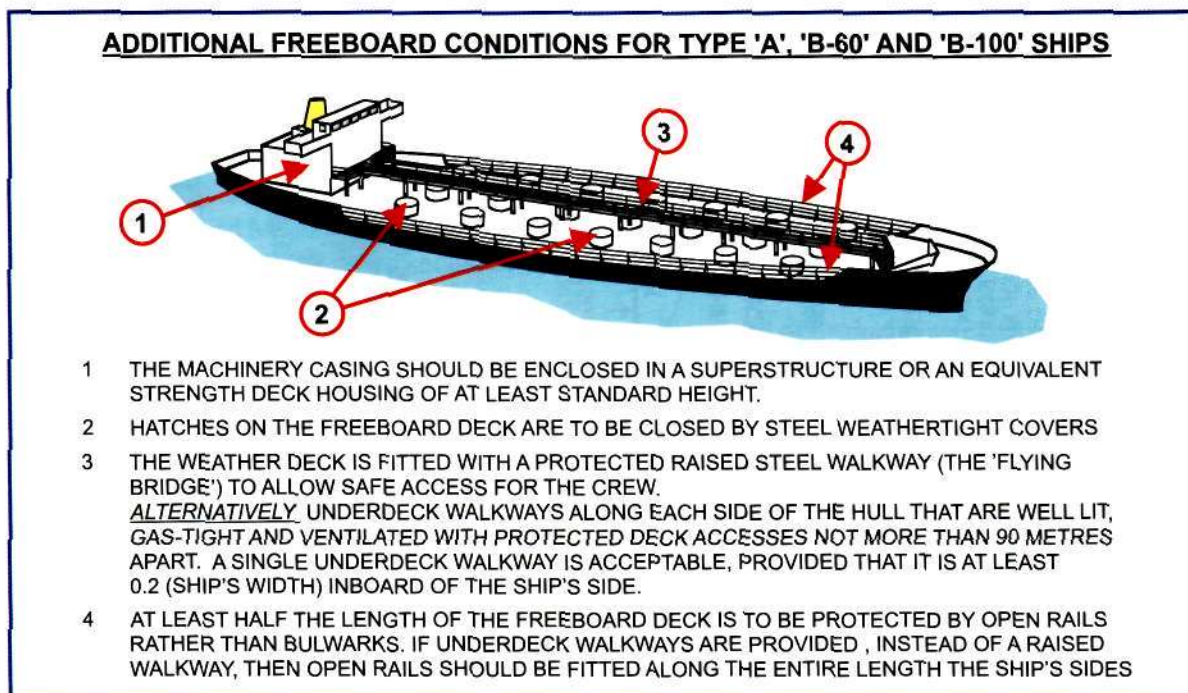 ADDITIONAL FREEBOARD CONDITIONS FOR TYPE 'A', 'B-60' AND 'B-100' SHIPS
3
4
1
2
1 THE MACHINERY CASING SHOULD BE ENCLOSED IN A SUPERSTRUCTURE OR AN EQUIVALENT
STRENGTH DECK HOUSING OF AT LEAST STANDARD HEIGHT.
2 HATCHES ON THE FREEBOARD DECK ARE TO BE CLOSED BY STEEL WEATHERTIGHT COVERS
3 THE WEATHER DECK IS FITTED WITH A PROTECTED RAISED STEEL WALKWAY (THE 'FLYING
BRIDGE') TO ALLOW SAFE ACCESS FOR THE CREW.
ALTERNATIVELY UNDERDECK WALKWAYS ALONG EACH SIDE OF THE HULL THAT ARE WELL LIT,
GAS-TIGHT AND VENTILATED WITH PROTECTED DECK ACCESSES NOT MORE THAN 90 METRES
APART. A SINGLE UNDERDECK WALKWAY IS ACCEPTABLE, PROVIDED THAT IT IS AT LEAST
0.2 (SHIP'S WIDTH) INBOARD OF THE SHIP'S SIDE.
4 AT LEAST HALF THE LENGTH OF THE FREEBOARD DECK IS TO BE PROTECTED BY OPEN RAILS
RATHER THAN BULWARKS. IF UNDERDECK WALKWAYS ARE PROVIDED , INSTEAD OF A RAISED
WALKWAY, THEN OPEN RAILS SHOULD BE FITTED ALONG THE ENTIRE LENGTH THE SHIP'S SIDES